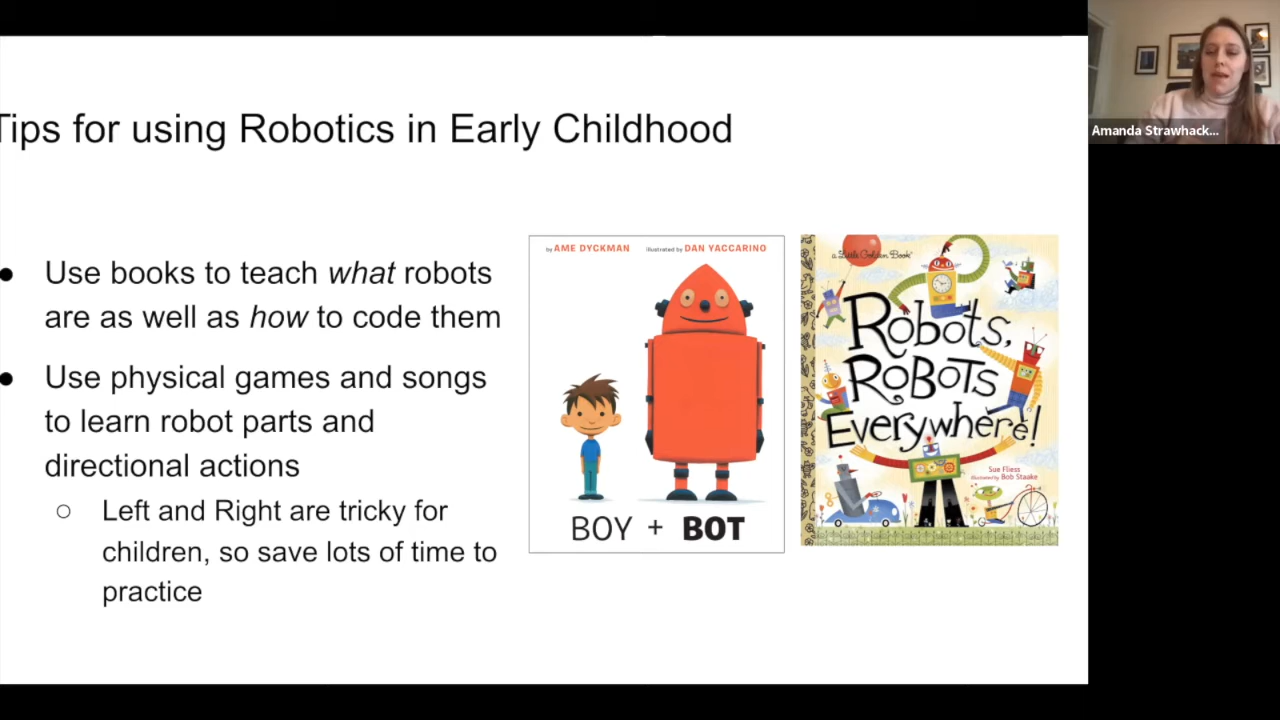 Tips for using Robotics in Early Childhood
● Use books to teach what robots
are as well as how to code them
● Use physical games and songs
to learn robot parts and
directional actions
○ Left and Right are tricky for
children, so save lots of time to
practice
by AME DYCKMAN illustrated by DAN YACCARINO
BOY + BOT
a Little Golden Book
Robots,
ROBOTS
Everywhere!
Sue Fliess
Illustrated by Bob Staake
Amanda Strawhack...